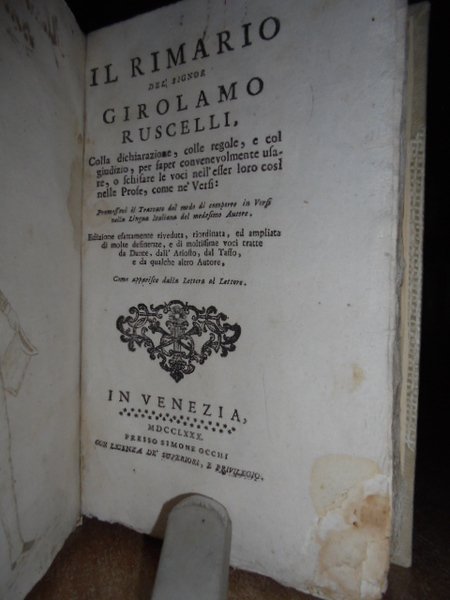 IL RIMARIO
DEL SIGNOR
GIROLAMO
RUSCELLI,
Colla dichiarazione, colle regole, e col
giudizio, per saper convenevolmente usa-
re, o schifare le voci nell'esser loro così
nelle Prose, come ne' Versi:
Premessovi il Trattato del modo di comporre in Versi
nella Lingua Italiana del medesimo Autore.
Edizione esattamente riveduta, riordinata, ed ampliata
di molte desinenze, e di moltissime voci tratte
da Dante, dall' Ariosto, dal Tasso,
e da qualche altro Autore,
Come apparisce dalla Lettera al Lettore.
IN VENEZIA,
MDCCLXXX.
PRESSO SIMONE OCCHI
CON LICENZA DE' SUPERIORI, E PRIVILEGIO.